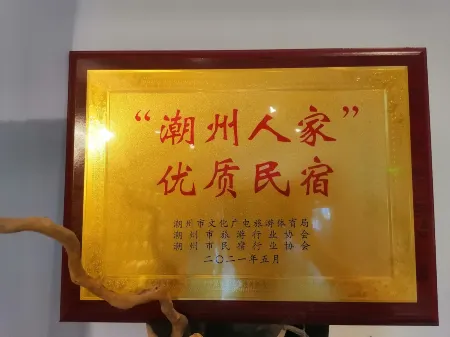 “潮州人家”
优质民宿
潮州市文化广电旅游体育局
潮州市旅游行业协会
潮州市民宿行业协会
二〇二一年五月